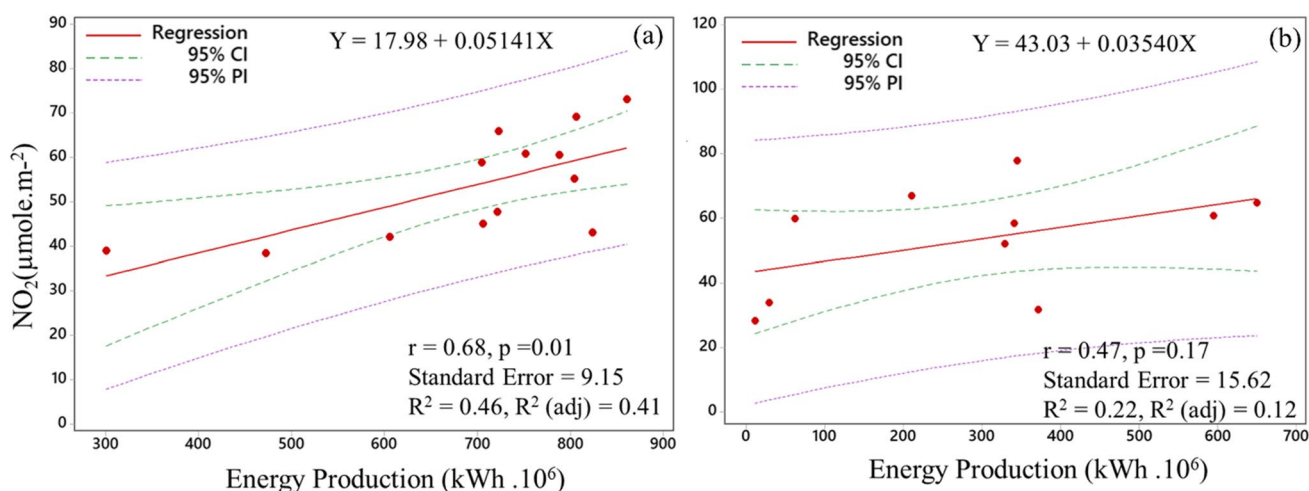 (a)
Y = 17.98 + 0.05141X
Regression
95% CI
95% PI
90
80
70
60
50
40
30
20
10
0
NO2(µmole.m-2)
r = 0.68, p =0.01
Standard Error = 9.15
R2 = 0.46, R2 (adj) = 0.41
300 400 500 600 700 800 900
Energy Production (kWh .10⁶)
(b)
Y = 43.03 + 0.03540X
Regression
95% CI
95% PI
120
100
80
60
40
20
0
r = 0.47, p =0.17
Standard Error = 15.62
R2 = 0.22, R2 (adj) = 0.12
0 100 200 300 400 500 600 700
Energy Production (kWh .10⁶)